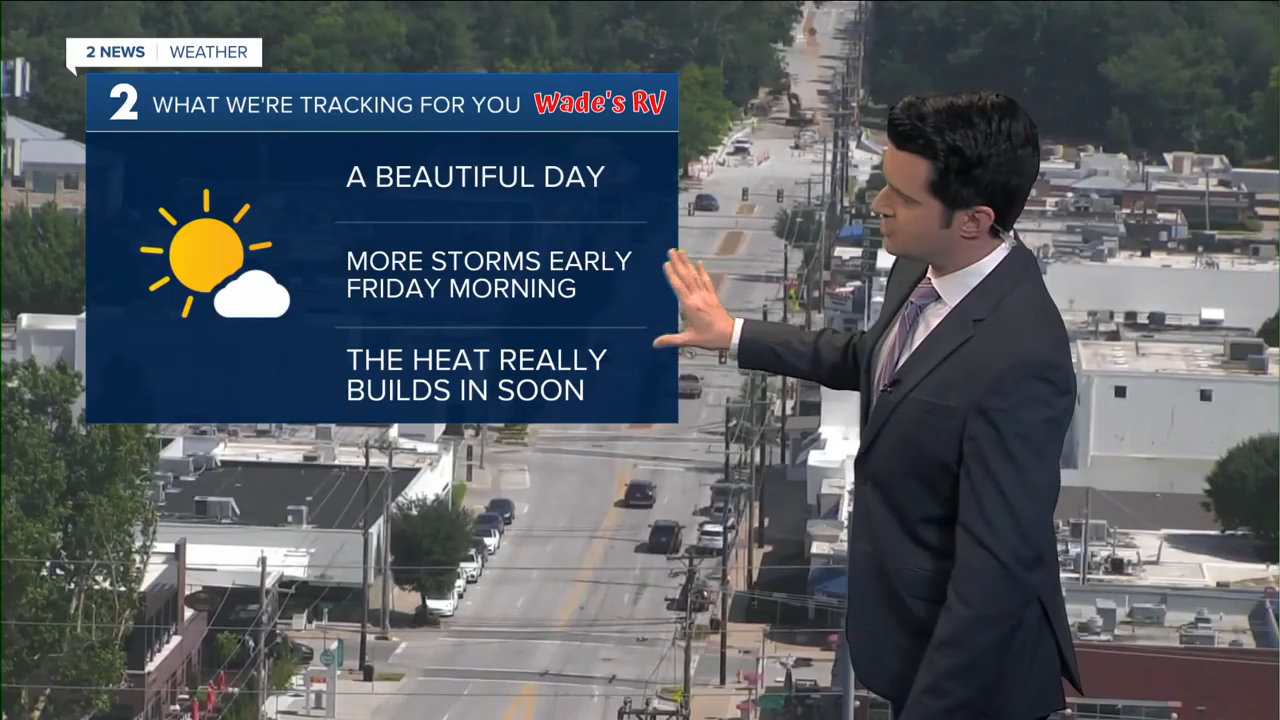 2 NEWS WEATHER
2 WHAT WE'RE TRACKING FOR YOU Wade's RV
A BEAUTIFUL DAY
MORE STORMS EARLY
FRIDAY MORNING
THE HEAT REALLY
BUILDS IN SOON